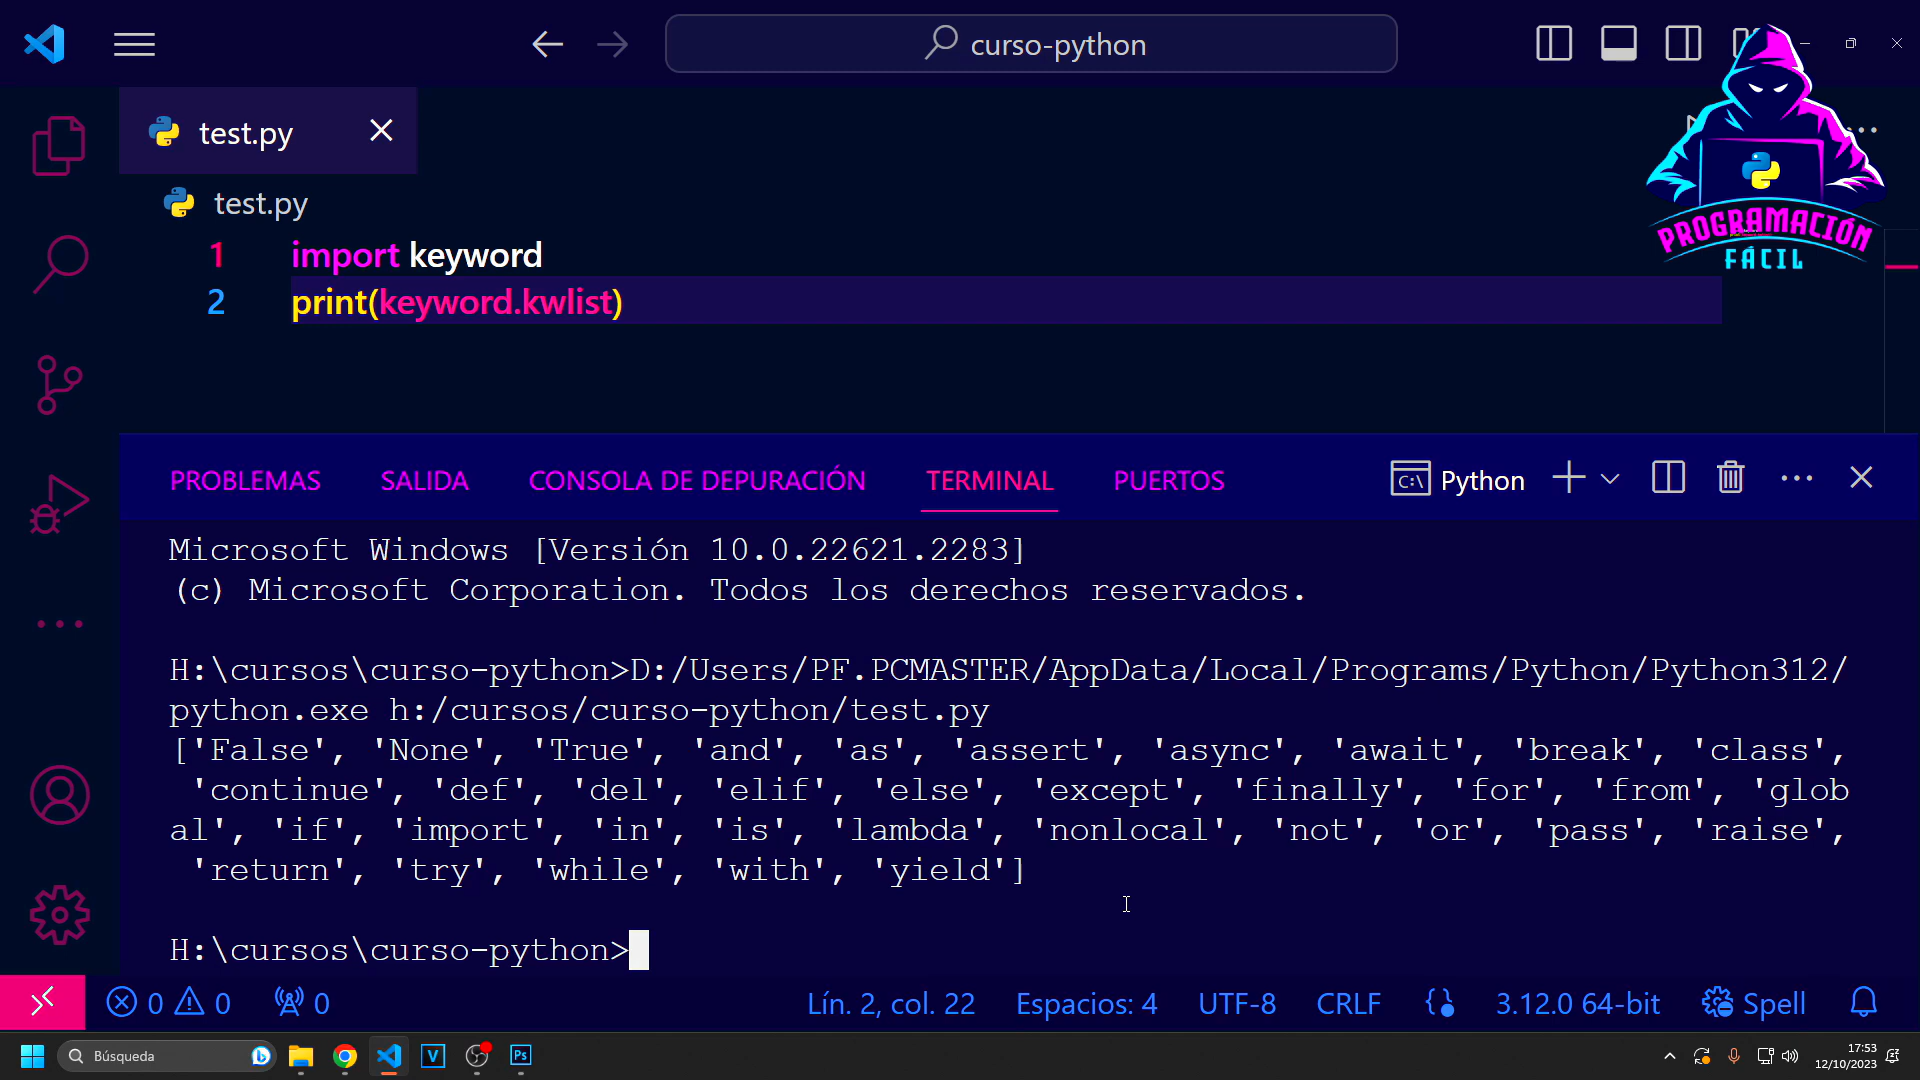 curso-python
test.py
test.py
PROGRAMACIÓN
FÁCIL
1 import keyword
2 print(keyword.kwlist)
PROBLEMAS SALIDA CONSOLA DE DEPURACIÓN TERMINAL PUERTOS Python
Microsoft Windows [Versión 10.0.22621.2283]
(c) Microsoft Corporation. Todos los derechos reservados.
H:\cursos\curso-python>D:/Users/PF.PCMASTER/AppData/Local/Programs/Python/Python312/
python.exe h:/cursos/curso-python/test.py
['False', 'None', 'True', 'and', 'as', 'assert', 'async', 'await', 'break', 'class',
'continue', 'def', 'del', 'elif', 'else', 'except', 'finally', 'for', 'from', 'glob
al', 'if', 'import', 'in', 'is', 'lambda', 'nonlocal', 'not', 'or', 'pass', 'raise',
'return', 'try', 'while', 'with', 'yield']
H:\cursos\curso-python>
0 0 0 Lín. 2, col. 22 Espacios: 4 UTF-8 CRLF 3.12.0 64-bit Spell
Búsqueda
17:53
12/10/2023